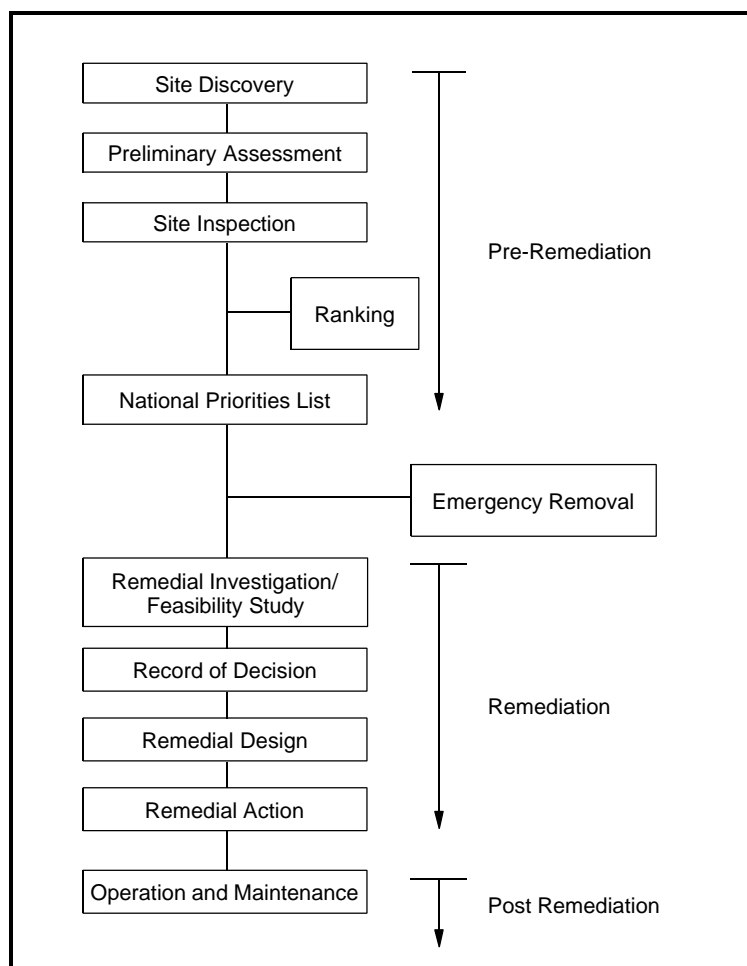 Site Discovery
Preliminary Assessment
Site Inspection
Pre-Remediation
Ranking
National Priorities List
Emergency Removal
Remedial Investigation/
Feasibility Study
Record of Decision
Remediation
Remedial Design
Remedial Action
Operation and Maintenance
Post Remediation